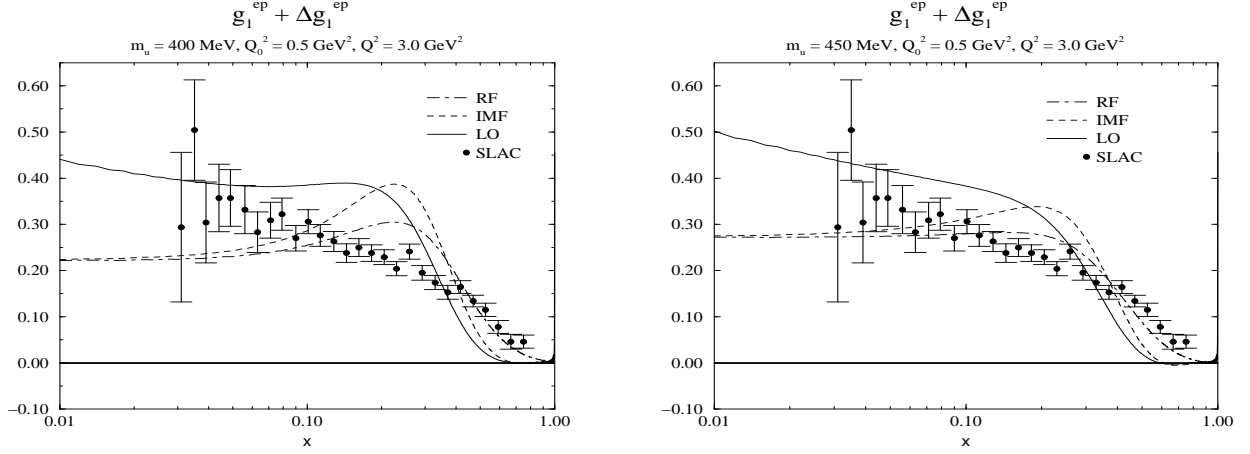 g₁ᵉᵖ + Δg₁ᵉᵖ
mᵤ = 400 MeV, Q₀² = 0.5 GeV², Q² = 3.0 GeV²
0.60
0.50
0.40
0.30
0.20
0.10
0.00
−0.10
0.01
0.10
1.00
x
RF
IMF
LO
SLAC
g₁ᵉᵖ + Δg₁ᵉᵖ
mᵤ = 450 MeV, Q₀² = 0.5 GeV², Q² = 3.0 GeV²
0.60
0.50
0.40
0.30
0.20
0.10
0.00
−0.10
0.01
0.10
1.00
x
RF
IMF
LO
SLAC